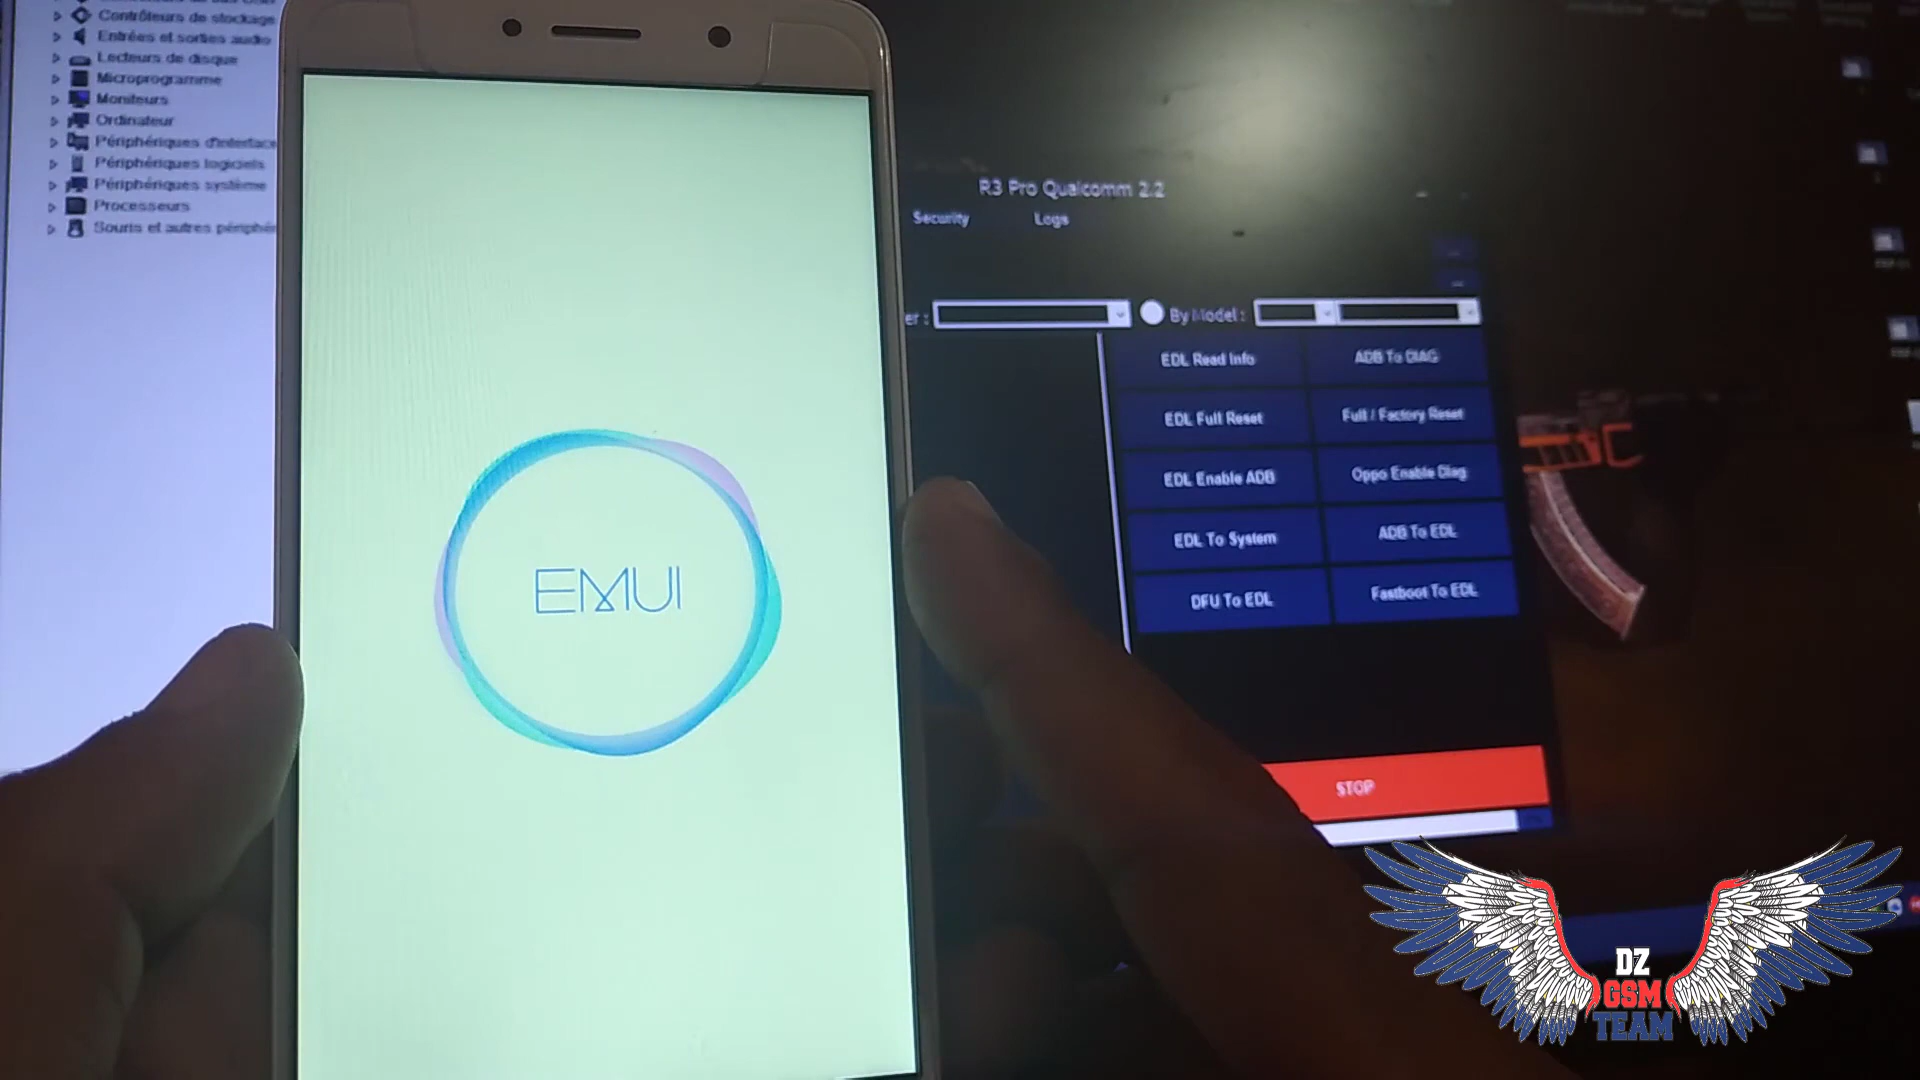 Contrôleurs de stockage
Entrées et sorties audio
Lecteurs de disque
Microprogramme
Moniteurs
Ordinateur
Périphériques d'interface
Périphériques logiciels
Périphériques système
Processeurs
Souris et autres périphér
EMUI
R3 Pro Qualcomm 2.2
Security Logs
er : By Model :
EDL Read Info ADB To DIAG
EDL Full Reset Full / Factory Reset
EDL Enable ADB Oppo Enable Diag
EDL To System ADB To EDL
DFU To EDL Fastboot To EDL
STOP
DZ
GSM
TEAM